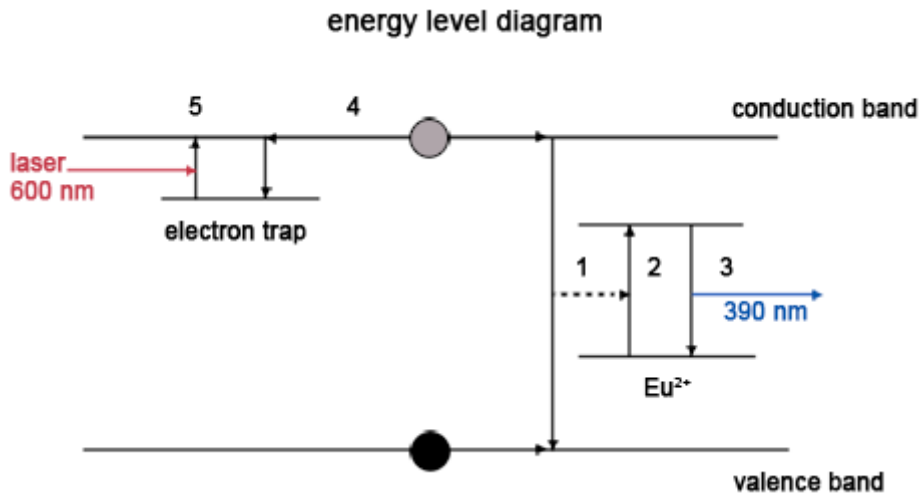 energy level diagram
5
4
conduction band
laser
600 nm
electron trap
1
2
3
390 nm
Eu²⁺
valence band